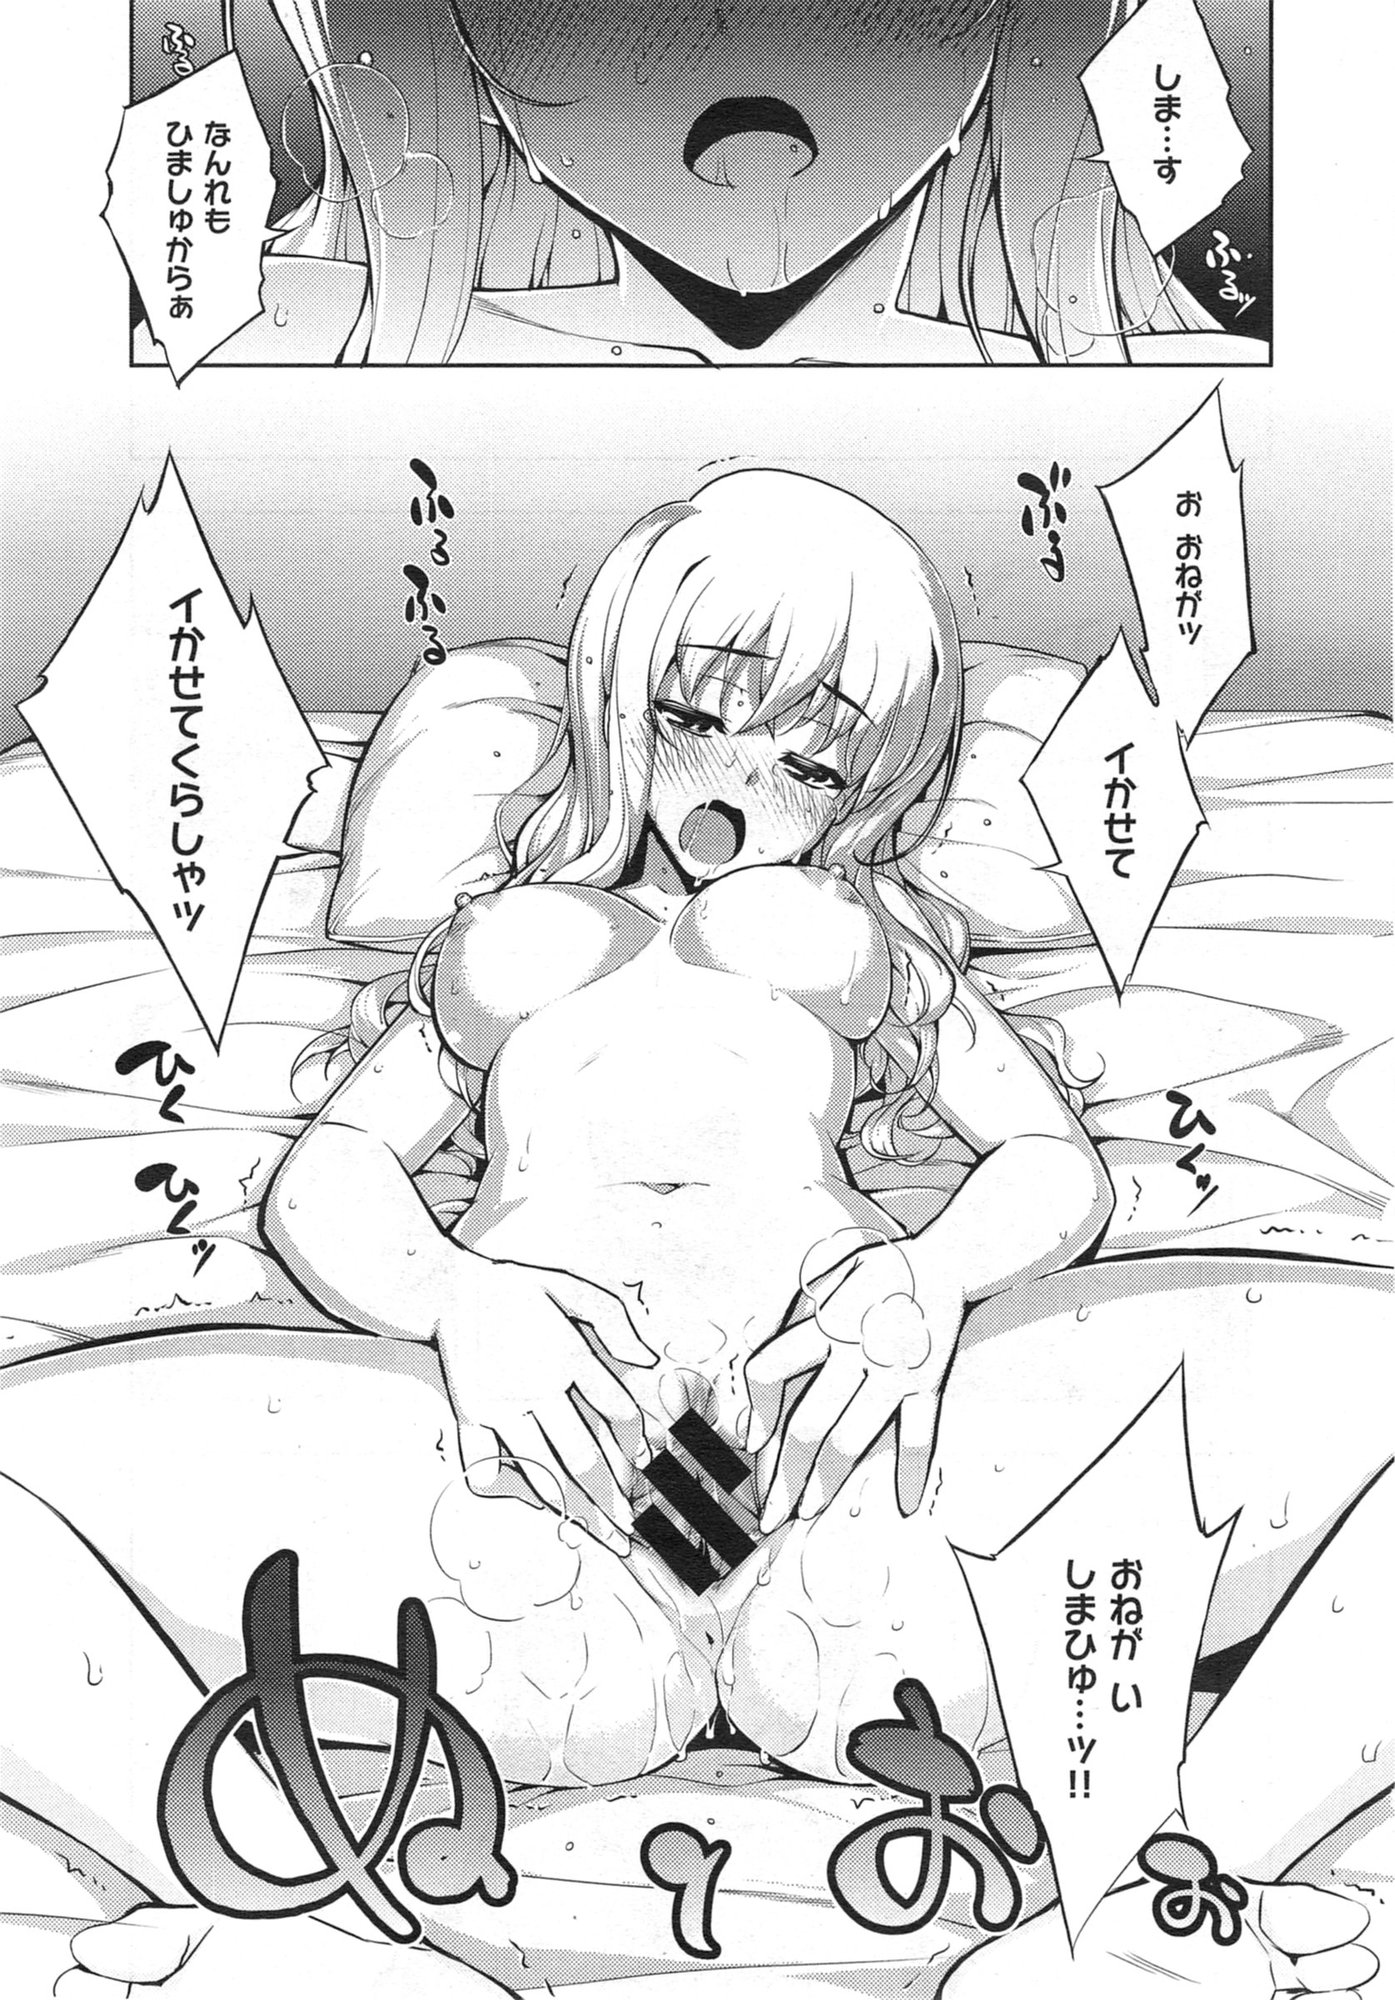 しま…す
ふるッ
ふる
なんれも
ひましゅからぁ
お おねがッ
イかせて
ぶる
ふる
ふる
イかせてくらしゃッ
ひく
ひくッ
ひくッ
おねがい
しまひゅ…ッ!!
ぬ